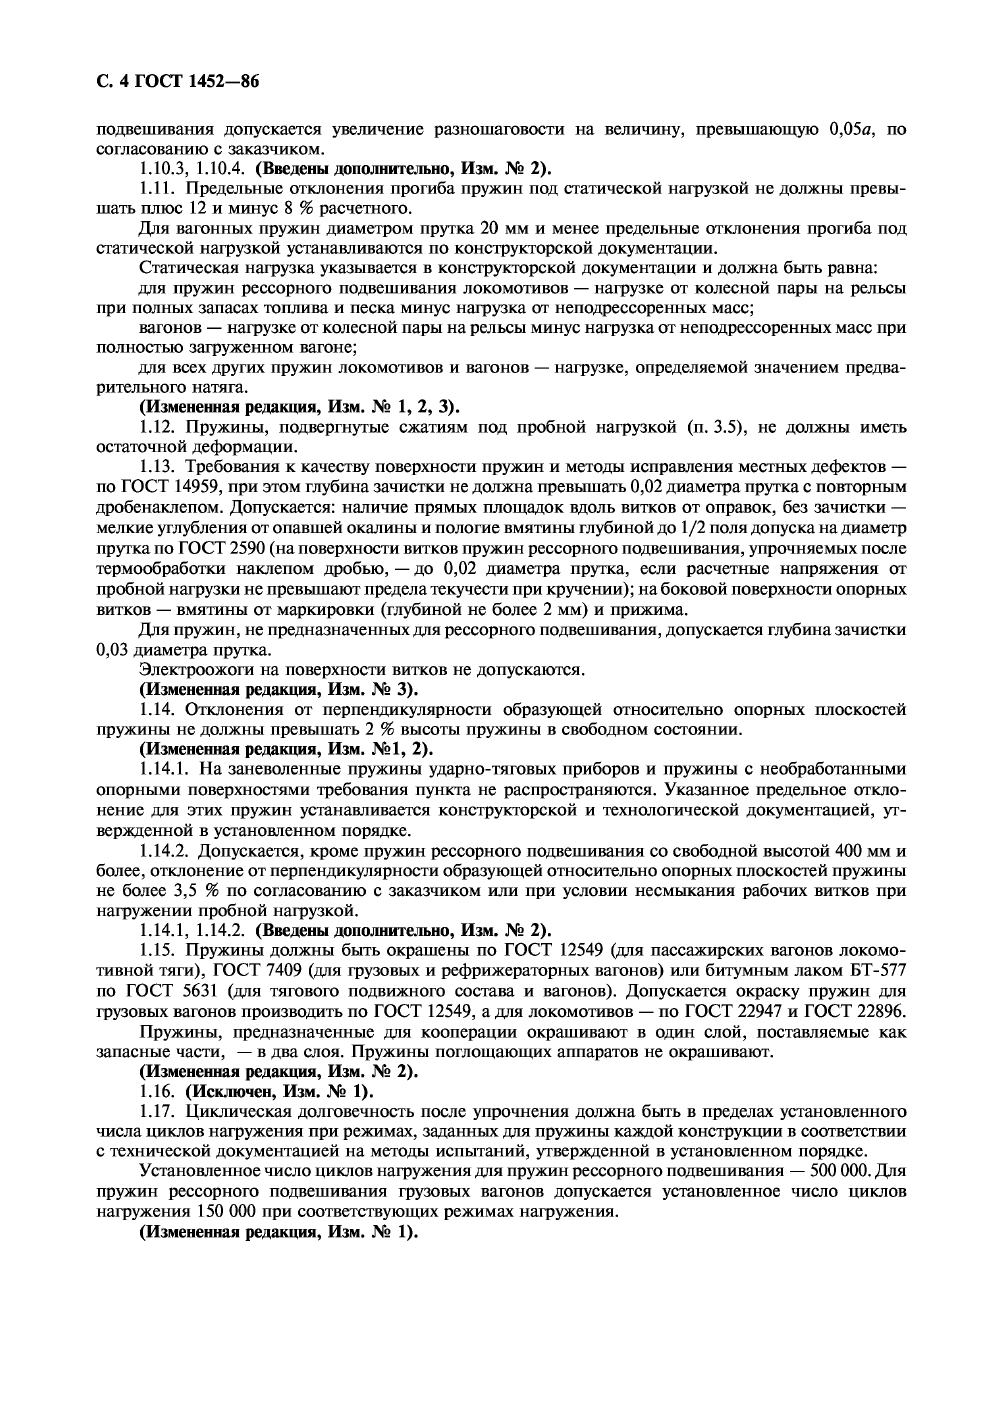 С. 4 ГОСТ 1452—86
подвешивания допускается увеличение разношаговости на величину, превышающую 0,05а, по
согласованию с заказчиком.
1.10.3, 1.10.4. (Введены дополнительно, Изм. № 2).
1.11. Предельные отклонения прогиба пружин под статической нагрузкой не должны превы-
шать плюс 12 и минус 8 % расчетного.
Для вагонных пружин диаметром прутка 20 мм и менее предельные отклонения прогиба под
статической нагрузкой устанавливаются по конструкторской документации.
Статическая нагрузка указывается в конструкторской документации и должна быть равна:
для пружин рессорного подвешивания локомотивов — нагрузке от колесной пары на рельсы
при полных запасах топлива и песка минус нагрузка от неподрессоренных масс;
вагонов — нагрузке от колесной пары на рельсы минус нагрузка от неподрессоренных масс при
полностью загруженном вагоне;
для всех других пружин локомотивов и вагонов — нагрузке, определяемой значением предва-
рительного натяга.
(Измененная редакция, Изм. № 1, 2, 3).
1.12. Пружины, подвергнутые сжатиям под пробной нагрузкой (п. 3.5), не должны иметь
остаточной деформации.
1.13. Требования к качеству поверхности пружин и методы исправления местных дефектов —
по ГОСТ 14959, при этом глубина зачистки не должна превышать 0,02 диаметра прутка с повторным
дробенаклепом. Допускается: наличие прямых площадок вдоль витков от оправок, без зачистки —
мелкие углубления от опавшей окалины и пологие вмятины глубиной до 1/2 поля допуска на диаметр
прутка по ГОСТ 2590 (на поверхности витков пружин рессорного подвешивания, упрочняемых после
термообработки наклепом дробью, — до 0,02 диаметра прутка, если расчетные напряжения от
пробной нагрузки не превышают предела текучести при кручении); на боковой поверхности опорных
витков — вмятины от маркировки (глубиной не более 2 мм) и прижима.
Для пружин, не предназначенных для рессорного подвешивания, допускается глубина зачистки
0,03 диаметра прутка.
Электроожоги на поверхности витков не допускаются.
(Измененная редакция, Изм. № 3).
1.14. Отклонения от перпендикулярности образующей относительно опорных плоскостей
пружины не должны превышать 2 % высоты пружины в свободном состоянии.
(Измененная редакция, Изм. №1, 2).
1.14.1. На заневоленные пружины ударно-тяговых приборов и пружины с необработанными
опорными поверхностями требования пункта не распространяются. Указанное предельное откло-
нение для этих пружин устанавливается конструкторской и технологической документацией, ут-
вержденной в установленном порядке.
1.14.2. Допускается, кроме пружин рессорного подвешивания со свободной высотой 400 мм и
более, отклонение от перпендикулярности образующей относительно опорных плоскостей пружины
не более 3,5 % по согласованию с заказчиком или при условии несмыкания рабочих витков при
нагружении пробной нагрузкой.
1.14.1, 1.14.2. (Введены дополнительно, Изм. № 2).
1.15. Пружины должны быть окрашены по ГОСТ 12549 (для пассажирских вагонов локомо-
тивной тяги), ГОСТ 7409 (для грузовых и рефрижераторных вагонов) или битумным лаком БТ-577
по ГОСТ 5631 (для тягового подвижного состава и вагонов). Допускается окраску пружин для
грузовых вагонов производить по ГОСТ 12549, а для локомотивов — по ГОСТ 22947 и ГОСТ 22896.
Пружины, предназначенные для кооперации окрашивают в один слой, поставляемые как
запасные части, — в два слоя. Пружины поглощающих аппаратов не окрашивают.
(Измененная редакция, Изм. № 2).
1.16. (Исключен, Изм. № 1).
1.17. Циклическая долговечность после упрочнения должна быть в пределах установленного
числа циклов нагружения при режимах, заданных для пружины каждой конструкции в соответствии
с технической документацией на методы испытаний, утвержденной в установленном порядке.
Установленное число циклов нагружения для пружин рессорного подвешивания — 500 000. Для
пружин рессорного подвешивания грузовых вагонов допускается установленное число циклов
нагружения 150 000 при соответствующих режимах нагружения.
(Измененная редакция, Изм. № 1).